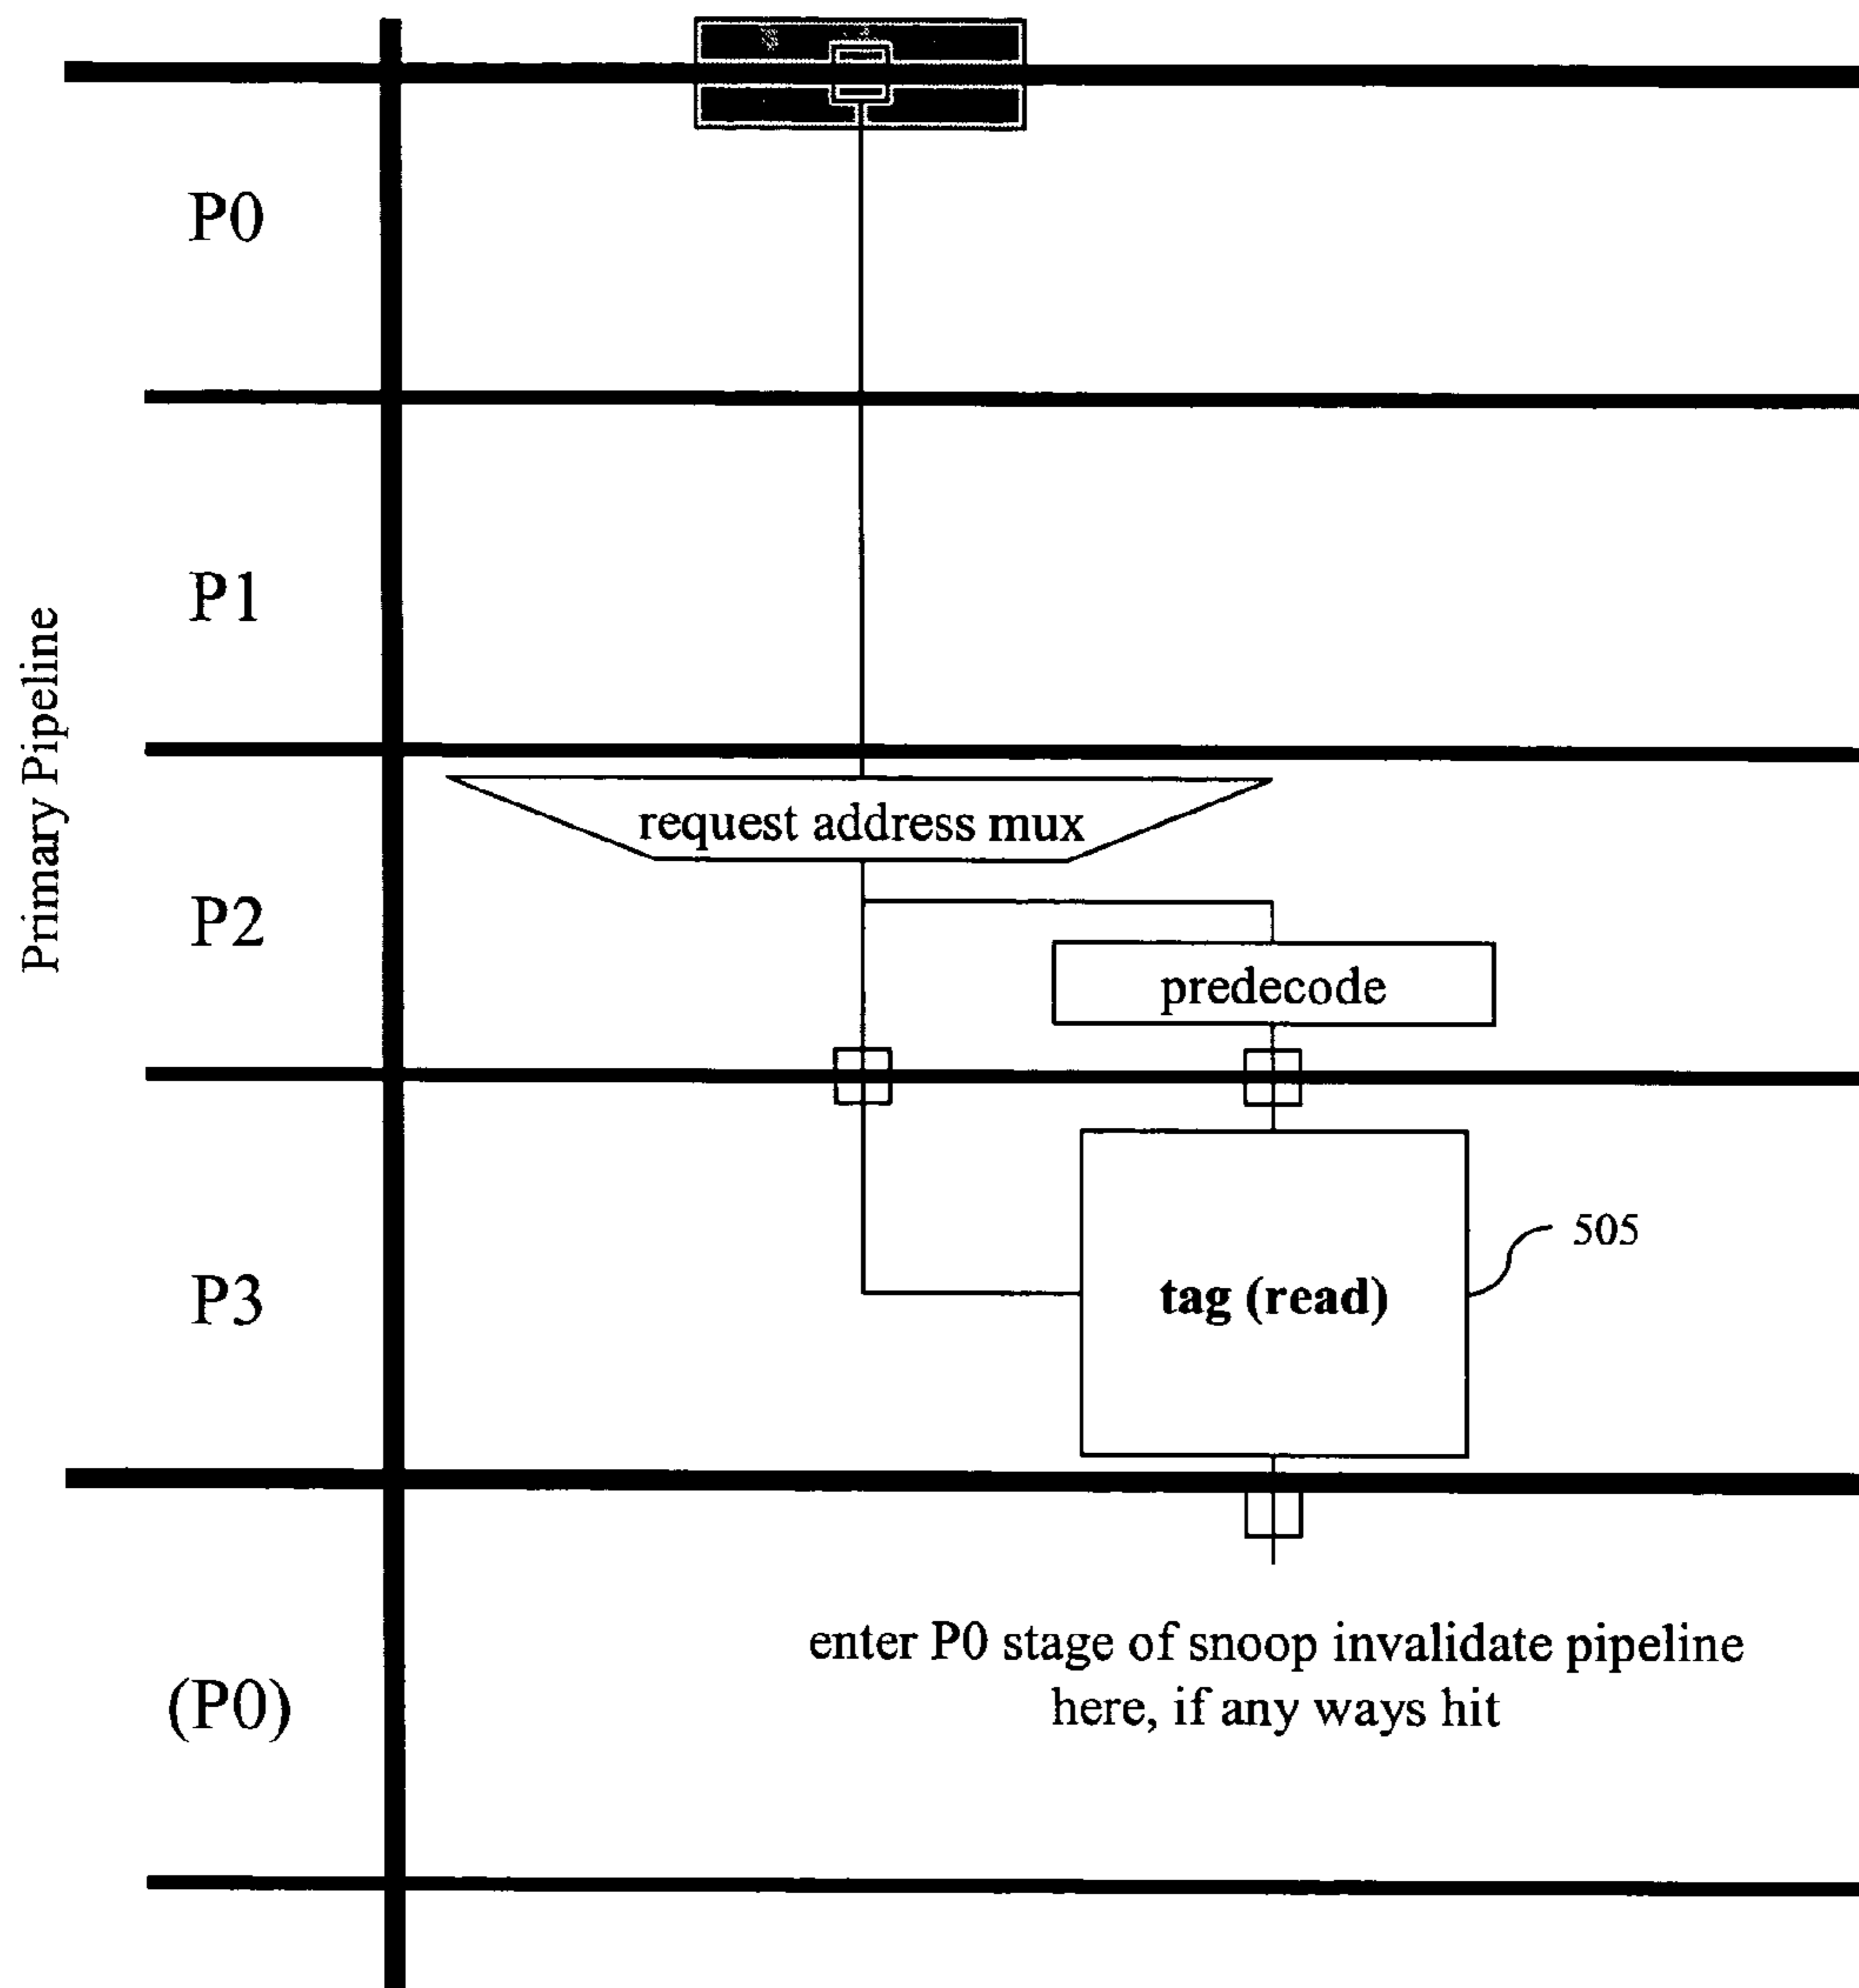 P0
P1
Primary Pipeline
request address mux
P2
predecode
505
P3
tag (read)
enter P0 stage of snoop invalidate pipeline
here, if any ways hit
(P0)